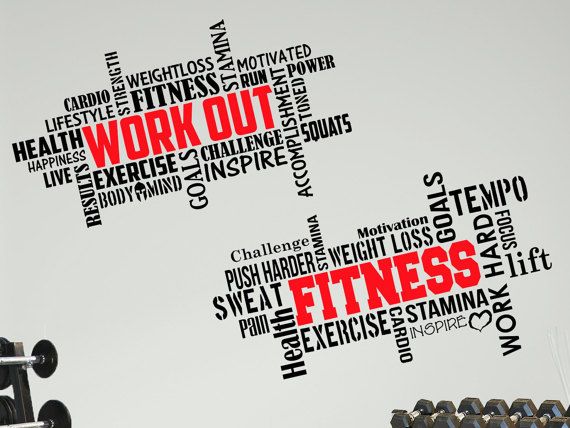 STAMINA
STRENGTH
WEIGHTLOSS
MOTIVATED
CARDIO
FITNESS
RUN
POWER
LIFESTYLE
WORK OUT
TONED
HEALTH
ACCOMPLISHMENT
SQUATS
HAPPINESS
EXERCISE
CHALLENGE
LIVE
RESULTS
GOALS
INSPIRE
BODY MIND
GOALS
TEMPO
Challenge
STAMINA
Motivation
FOCUS
PUSH HARDER
WEIGHT LOSS
WORK HARD
lift
SWEAT
FITNESS
Pain
Health
EXERCISE
CARDIO
STAMINA
INSPIRE